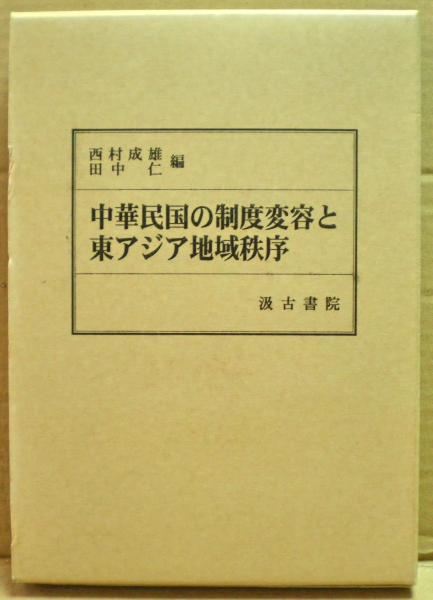 西村成雄
田中仁 編
中華民国の制度変容と
東アジア地域秩序
汲古書院